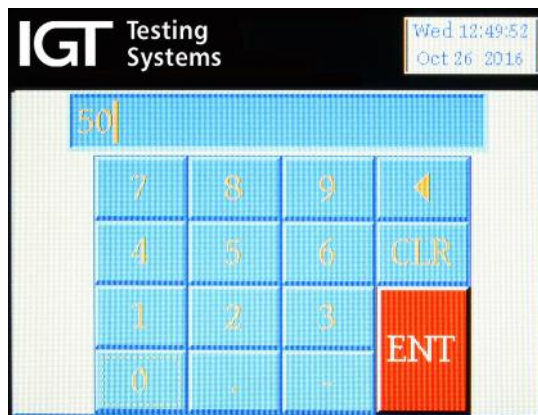 IGT Testing Systems
Wed 12:49:52
Oct 26 2016
50
7 8 9
4 5 6 CLR
1 2 3
ENT
0 . -